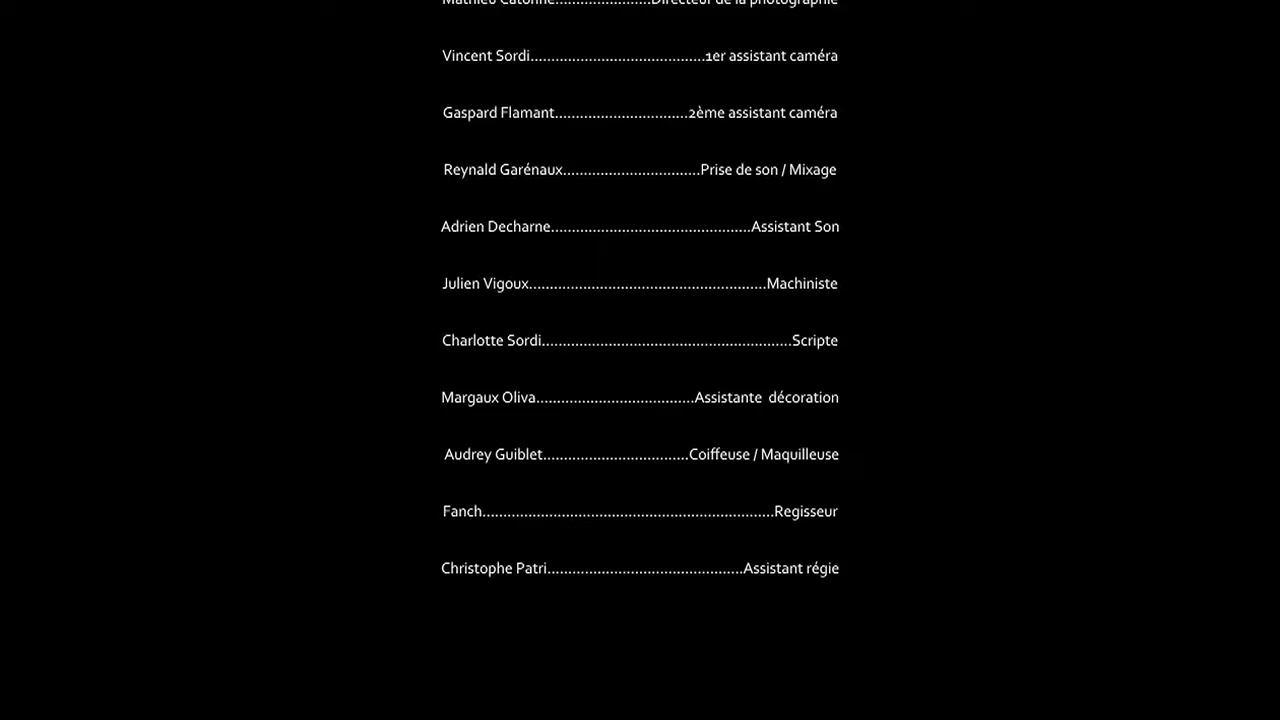 Vincent Sordi..........................................1er assistant caméra
Gaspard Flamant................................2ème assistant caméra
Reynald Garénaux.................................Prise de son / Mixage
Adrien Decharne................................................Assistant Son
Julien Vigoux.........................................................Machiniste
Charlotte Sordi............................................................Scripte
Margaux Oliva......................................Assistante  décoration
Audrey Guiblet...................................Coiffeuse / Maquilleuse
Fanch......................................................................Regisseur
Christophe Patri...............................................Assistant régie